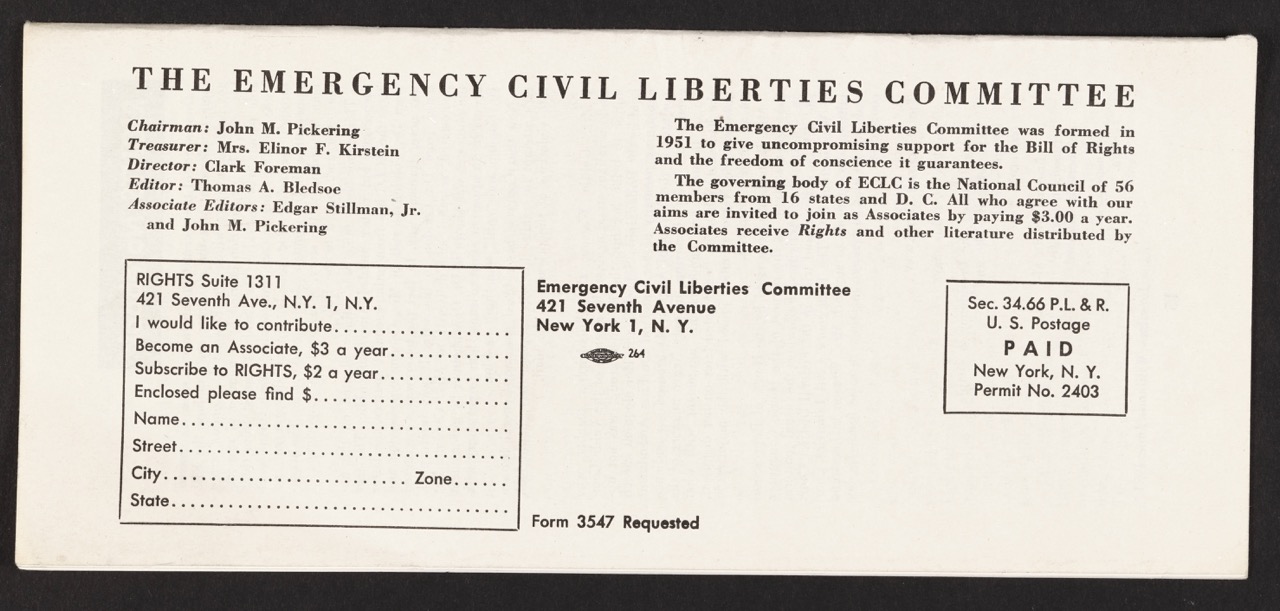 THE EMERGENCY CIVIL LIBERTIES COMMITTEE
Chairman: John M. Pickering
Treasurer: Mrs. Elinor F. Kirstein
Director: Clark Foreman
Editor: Thomas A. Bledsoe
Associate Editors: Edgar Stillman, Jr.
and John M. Pickering
The Emergency Civil Liberties Committee was formed in
1951 to give uncompromising support for the Bill of Rights
and the freedom of conscience it guarantees.
The governing body of ECLC is the National Council of 56
members from 16 states and D. C. All who agree with our
aims are invited to join as Associates by paying $3.00 a year.
Associates receive Rights and other literature distributed by
the Committee.
RIGHTS Suite 1311
421 Seventh Ave., N.Y. 1, N.Y.
I would like to contribute..................
Become an Associate, $3 a year............
Subscribe to RIGHTS, $2 a year.............
Enclosed please find $....................
Name.................................
Street.................................
City......................... Zone......
State..................................
Emergency Civil Liberties Committee
421 Seventh Avenue
New York 1, N. Y.
264
Form 3547 Requested
Sec. 34.66 P.L. & R.
U. S. Postage
PAID
New York, N. Y.
Permit No. 2403